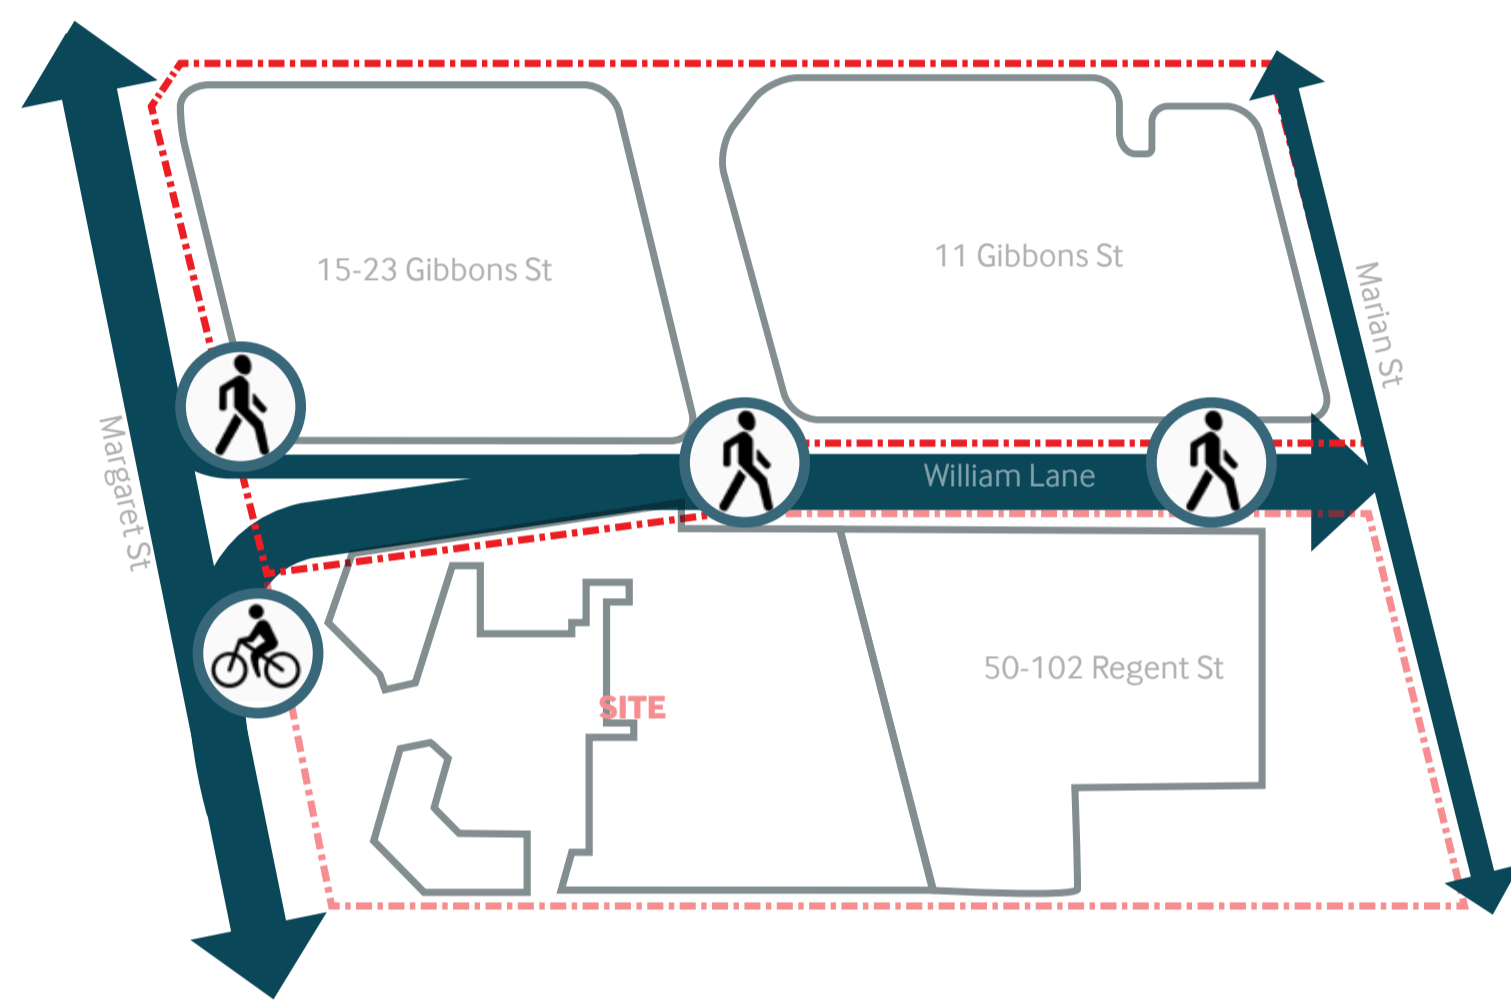 15-23 Gibbons St
11 Gibbons St
Marian St
Margaret St
William Lane
50-102 Regent St
SITE